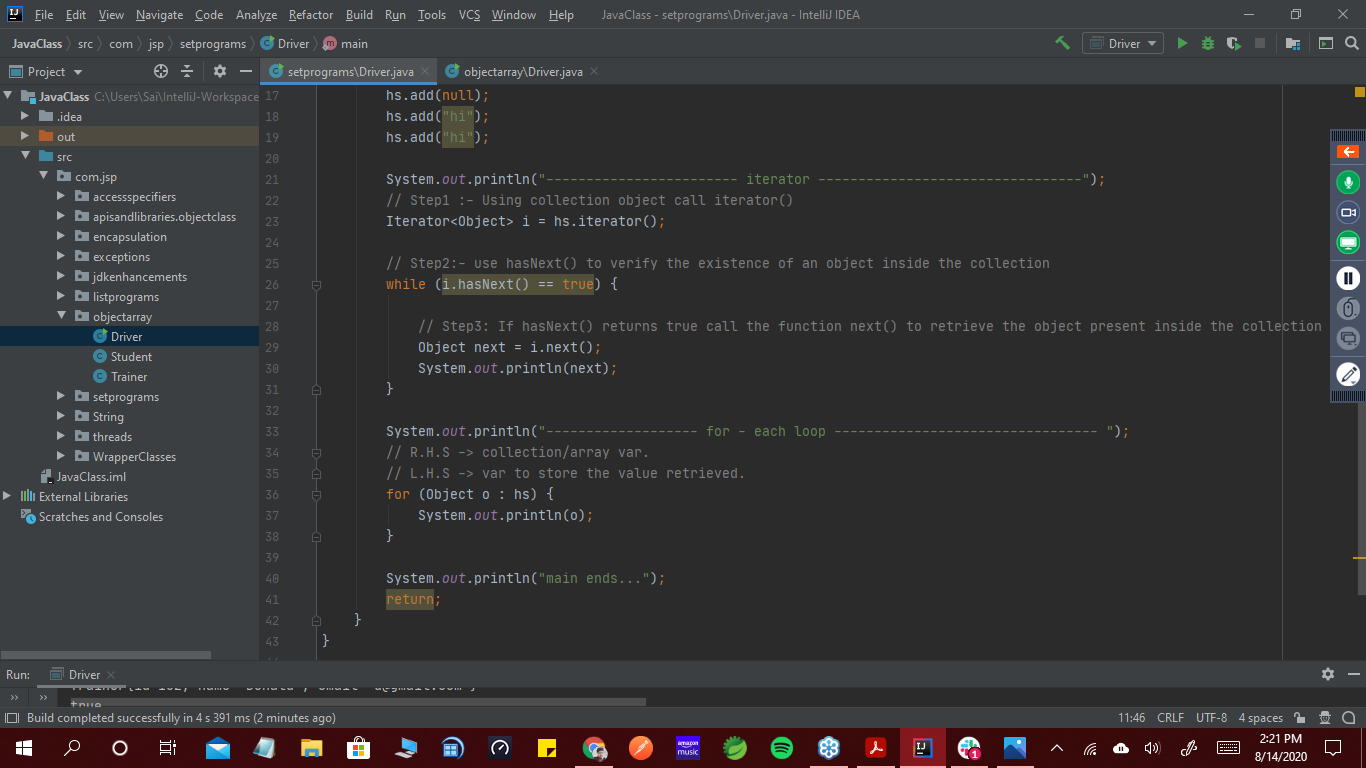 File Edit View Navigate Code Analyze Refactor Build Run Tools VCS Window Help JavaClass - setprograms\Driver.java - IntelliJ IDEA
JavaClass src com jsp setprograms Driver main Driver
Project setprograms\Driver.java objectarray\Driver.java
JavaClass C:\Users\Sai\IntelliJ-Workspace
.idea
out
src
com.jsp
accessspecifiers
apisandlibraries.objectclass
encapsulation
exceptions
jdkenhancements
listprograms
objectarray
Driver
Student
Trainer
setprograms
String
threads
WrapperClasses
JavaClass.iml
External Libraries
Scratches and Consoles
17 hs.add(null);
18 hs.add("hi");
19 hs.add("hi");
20
21 System.out.println("------------------------ iterator ---------------------------------");
22 // Step1 :- Using collection object call iterator()
23 Iterator<Object> i = hs.iterator();
24
25 // Step2:- use hasNext() to verify the existence of an object inside the collection
26 while (i.hasNext() == true) {
27
28 // Step3: If hasNext() returns true call the function next() to retrieve the object present inside the collection
29 Object next = i.next();
30 System.out.println(next);
31 }
32
33 System.out.println("------------------- for - each loop --------------------------------- ");
34 // R.H.S -> collection/array var.
35 // L.H.S -> var to store the value retrieved.
36 for (Object o : hs) {
37 System.out.println(o);
38 }
39
40 System.out.println("main ends...");
41 return;
42 }
43 }
Run: Driver
true
Build completed successfully in 4 s 391 ms (2 minutes ago) 11:46 CRLF UTF-8 4 spaces
amazon music
1
2:21 PM
8/14/2020